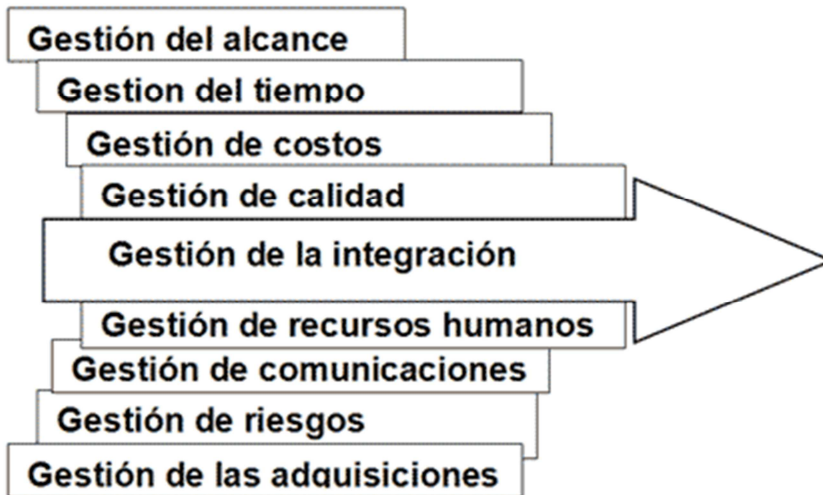 Gestión del alcance
Gestion del tiempo
Gestión de costos
Gestión de calidad
Gestión de la integración
Gestión de recursos humanos
Gestión de comunicaciones
Gestión de riesgos
Gestión de las adquisiciones